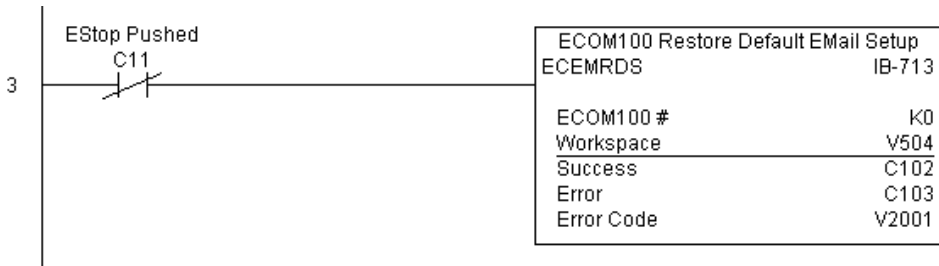 EStop Pushed
C11
3
ECOM100 Restore Default EMail Setup
ECEMRDS IB-713
ECOM100 # K0
Workspace V504
Success C102
Error C103
Error Code V2001